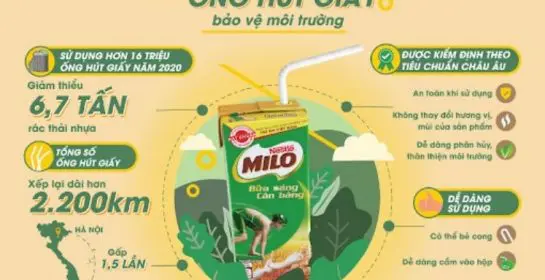 ỐNG HÚT GIẤY
bảo vệ môi trường
SỬ DỤNG HƠN 16 TRIỆU
ỐNG HÚT GIẤY NĂM 2020
Giảm thiểu
6,7 TẤN
rác thải nhựa
TỔNG SỐ
ỐNG HÚT GIẤY
Xếp lại dài hơn
2.200km
HÀ NỘI
Gấp
1,5 LẦN
Nestlé
MILO
Bữa sáng
Cân bằng
ĐƯỢC KIỂM ĐỊNH THEO
TIÊU CHUẨN CHÂU ÂU
An toàn khi sử dụng
Không thay đổi hương vị,
mùi của sản phẩm
Dễ dàng phân hủy,
thân thiện môi trường
DỄ DÀNG
SỬ DỤNG
Có thể bẻ cong
Dễ dàng cắm vào hộp